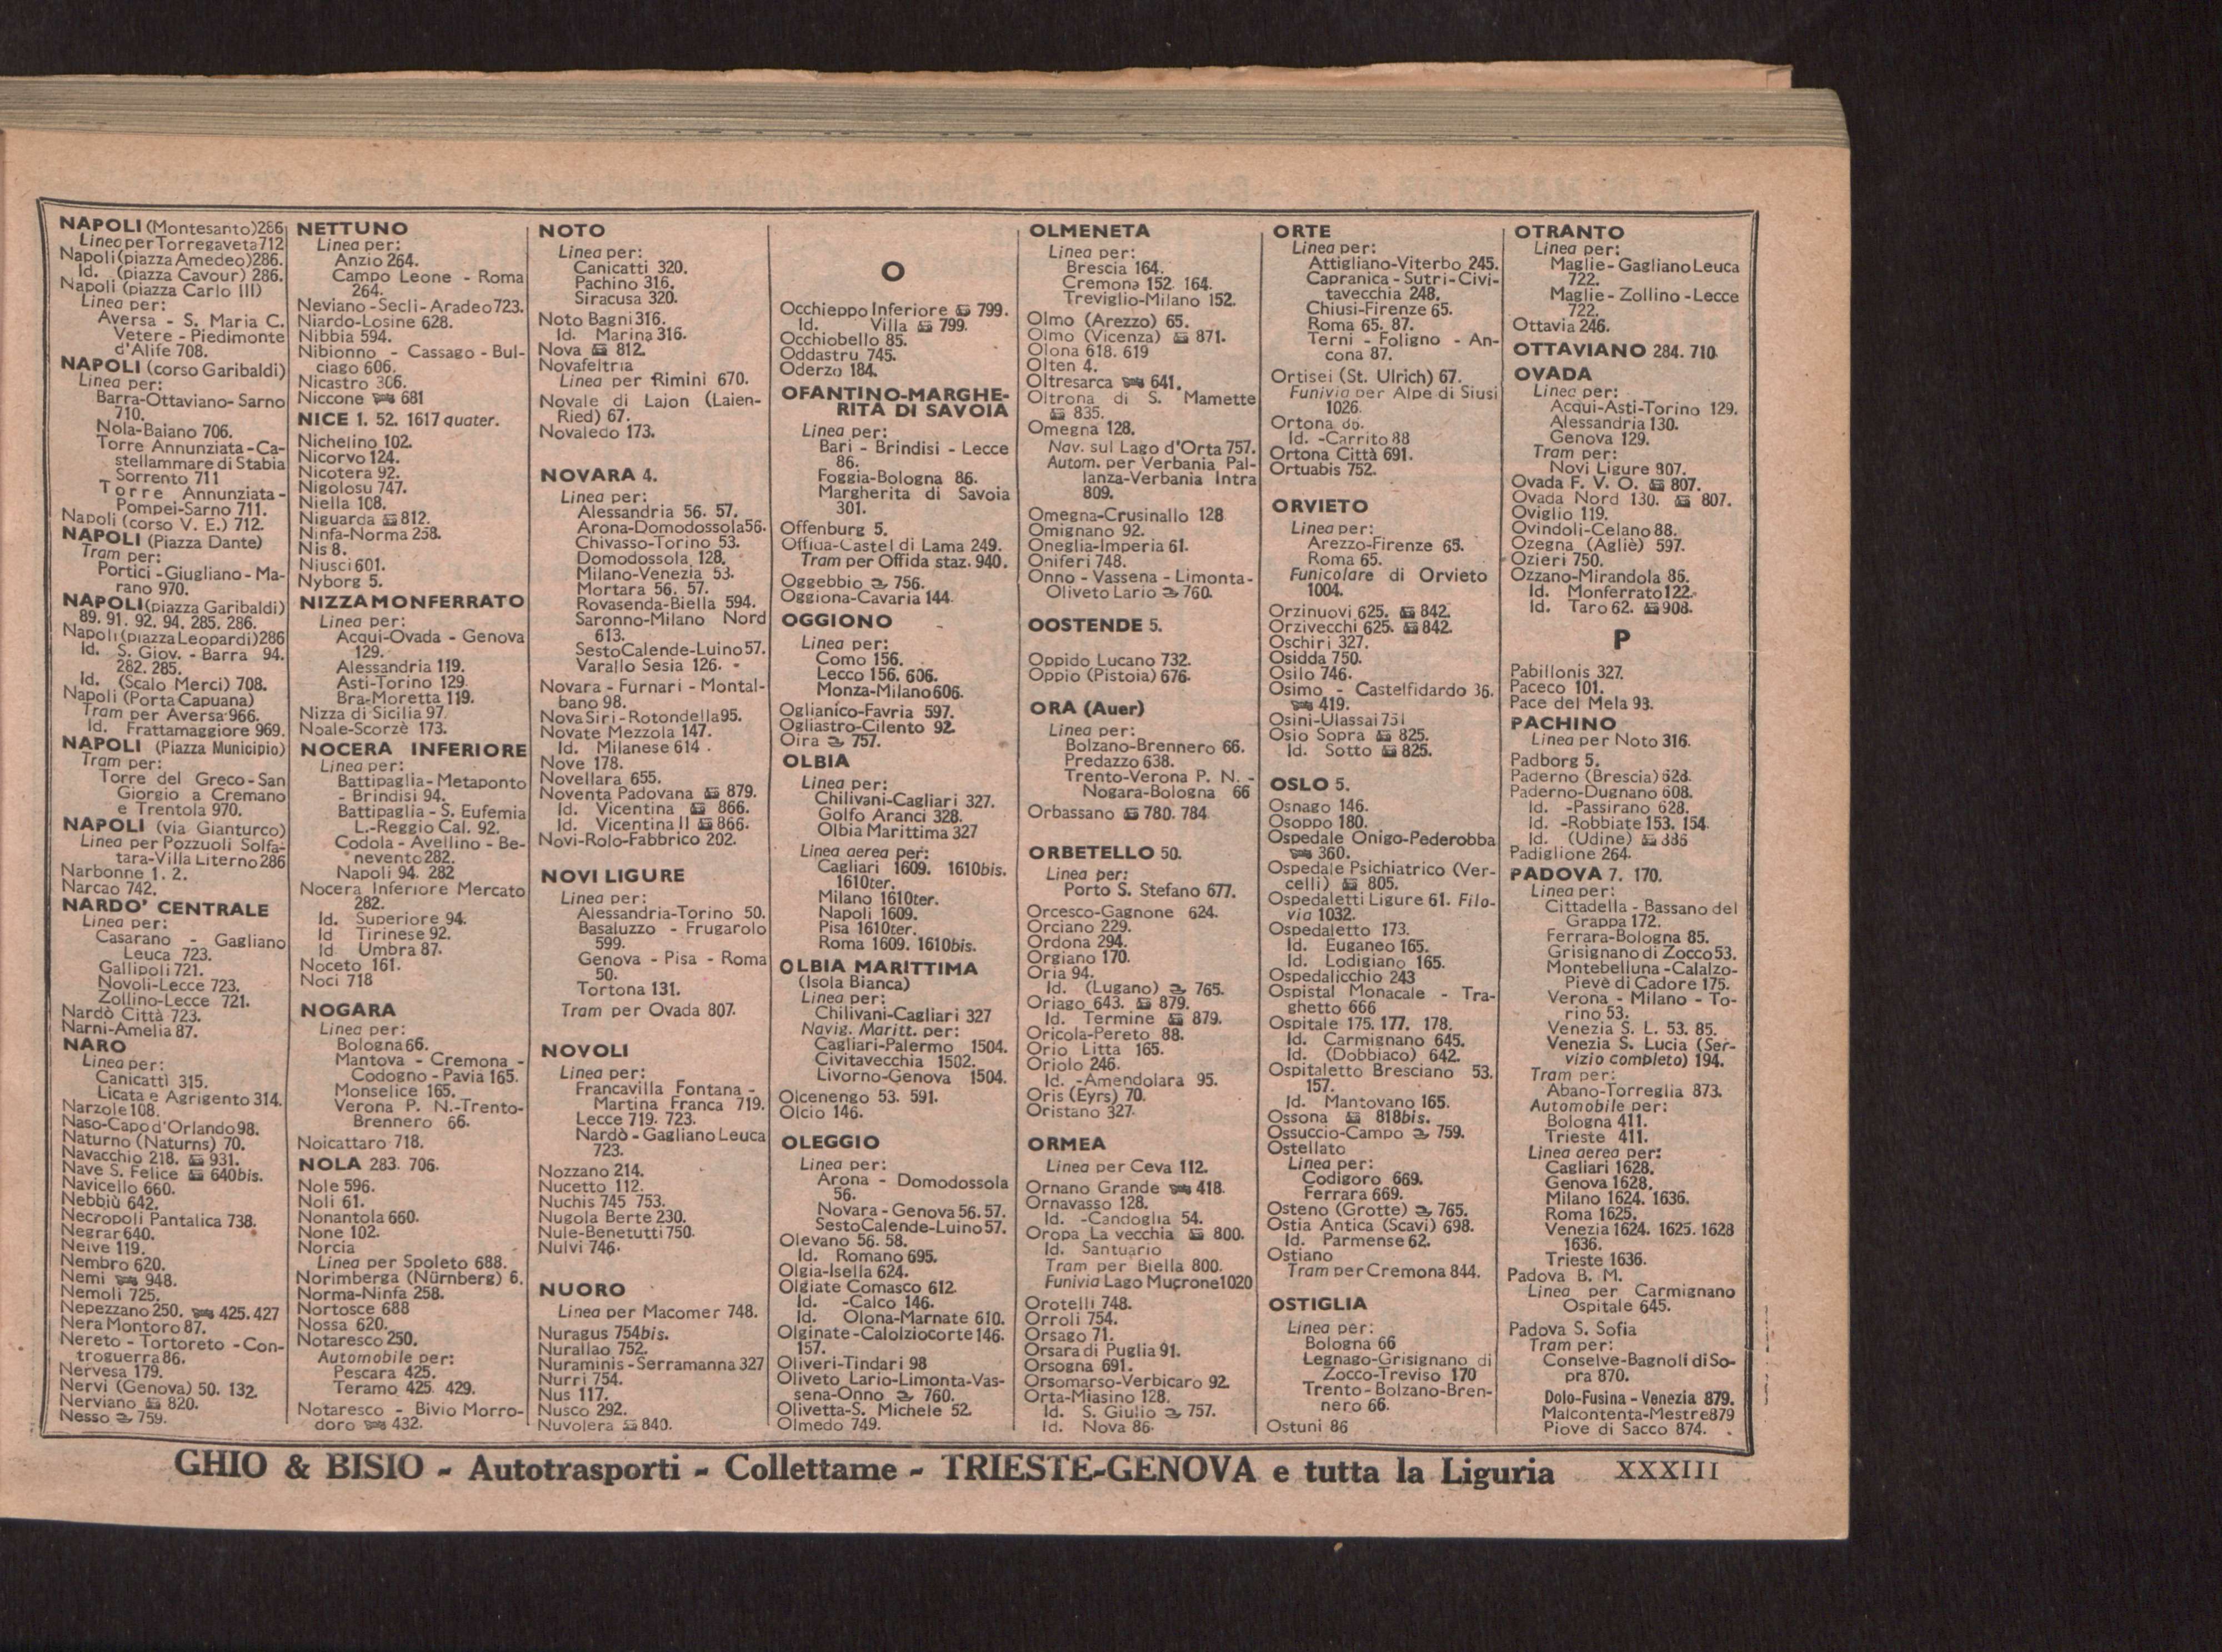 NAPOLI (Montesanto) 286
Linea per Torregaveta 712
Napoli (piazza Amedeo) 286.
Id. (piazza Cavour) 286.
Napoli (piazza Carlo III)
Linea per:
Aversa - S. Maria C.
Vetere - Piedimonte
d'Alife 708.
NAPOLI (corso Garibaldi)
Linea per:
Barra-Ottaviano-Sarno
710.
Nola-Baiano 706.
Torre Annunziata - Ca-
stellammare di Stabia
Sorrento 711
Torre Annunziata -
Pompei-Sarno 711.
Napoli (corso V. E.) 712.
NAPOLI (Piazza Dante)
Tram per:
Portici - Giugliano - Ma-
rano 970.
NAPOLI (piazza Garibaldi)
89. 91. 92. 94. 285. 286.
Napoli (piazza Leopardi) 286
Id. S. Giov. - Barra 94.
282. 285.
Id. (Scalo Merci) 708.
Napoli (Porta Capuana)
Tram per Aversa 966.
Id. Frattamaggiore 969.
NAPOLI (Piazza Municipio)
Tram per:
Torre del Greco - San
Giorgio a Cremano
e Trentola 970.
NAPOLI (via Gianturco)
Linea per Pozzuoli Solfa-
tara-Villa Literno 286
Narbonne 1. 2.
Narcao 742.
NARDO' CENTRALE
Linea per:
Casarano - Gagliano
Leuca 723.
Gallipoli 721.
Novoli-Lecce 723.
Zollino-Lecce 721.
Nardò Città 723.
Narni-Amelia 87.
NARO
Linea per:
Canicattì 315.
Licata e Agrigento 314.
Narzole 108.
Naso-Capo d'Orlando 98.
Naturno (Naturns) 70.
Navacchio 218. 931.
Nave S. Felice 640bis.
Navicello 660.
Nebbiù 642.
Necropoli Pantalica 738.
Negrar 640.
Neive 119.
Nembro 620.
Nemi 948.
Nemoli 725.
Nepezzano 250. 425. 427
Nera Montoro 87.
Nereto - Tortoreto - Con-
troguerra 86.
Nervesa 179.
Nervi (Genova) 50. 132.
Nerviano 820.
Nesso 759.
NETTUNO
Linea per:
Anzio 264.
Campo Leone - Roma
264.
Neviano - Secli - Aradeo 723.
Niardo-Losine 628.
Nibbia 594.
Nibionno - Cassago - Bul-
ciago 606.
Nicastro 306.
Niccone 681
NICE 1. 52. 1617 quater.
Nichelino 102.
Nicorvo 124.
Nicotera 92.
Nigolosu 747.
Niella 108.
Niguarda 812.
Ninfa-Norma 258.
Nis 8.
Niusci 601.
Nyborg 5.
NIZZA MONFERRATO
Linea per:
Acqui-Ovada - Genova
129.
Alessandria 119.
Asti-Torino 129
Bra-Moretta 119.
Nizza di Sicilia 97.
Noale-Scorzè 173.
NOCERA INFERIORE
Linea per:
Battipaglia - Metaponto
- Brindisi 94.
Battipaglia - S. Eufemia
L.-Reggio Cal. 92.
Codola - Avellino - Be-
nevento 282.
Napoli 94. 282
Nocera Inferiore Mercato
282.
Id. Superiore 94.
Id Tirinese 92.
Id Umbra 87.
Noceto 161.
Noci 718
NOGARA
Linea per:
Bologna 66.
Mantova - Cremona -
Codogno - Pavia 165.
Monselice 165.
Verona P. N.-Trento-
Brennero 66.
Noicattaro 718.
NOLA 283. 706.
Nole 596.
Noli 61.
Nonantola 660.
None 102.
Norcia
Linea per Spoleto 688.
Norimberga (Nürnberg) 6.
Norma-Ninfa 258.
Nortosce 688
Nossa 620.
Notaresco 250.
Automobile per:
Pescara 425.
Teramo 425. 429.
Notaresco - Bivio Morro-
doro 432.
NOTO
Linea per:
Canicatti 320.
Pachino 316.
Siracusa 320.
Noto Bagni 316.
Id. Marina 316.
Nova 812.
Novafeltria
Linea per Rimini 670.
Novale di Lajon (Laien-
Ried) 67.
Novaledo 173.
NOVARA 4.
Linea per:
Alessandria 56. 57.
Arona-Domodossola 56.
Chivasso-Torino 53.
Domodossola 128.
Milano-Venezia 53.
Mortara 56. 57.
Rovasenda-Biella 594.
Saronno-Milano Nord
613.
Sesto Calende-Luino 57.
Varallo Sesia 126.
Novara - Furnari - Montal-
bano 98.
Nova Siri - Rotondella 95.
Novate Mezzola 147.
Id. Milanese 614.
Nove 178.
Novellara 655.
Noventa Padovana 879.
Id. Vicentina 866.
Id. Vicentina II 866.
Novi-Rolo-Fabbrico 202.
NOVI LIGURE
Linea per:
Alessandria-Torino 50.
Basaluzzo - Frugarolo
599.
Genova - Pisa - Roma
50.
Tortona 131.
Tram per Ovada 807.
NOVOLI
Linea per:
Francavilla Fontana -
Martina Franca 719.
Lecce 719. 723.
Nardò - Gagliano Leuca
723.
Nozzano 214.
Nucetto 112.
Nuchis 745 753.
Nugola Berte 230.
Nule-Benetutti 750.
Nulvi 746.
NUORO
Linea per Macomer 748.
Nuragus 754bis.
Nurallao 752.
Nuraminis - Serramanna 327
Nurri 754.
Nus 117.
Nusco 292.
Nuvolera 840.
O
Occhieppo Inferiore 799.
Id. Villa 799.
Occhiobello 85.
Oddastru 745.
Oderzo 184.
OFANTINO-MARGHE-
RITA DI SAVOIA
Linea per:
Bari - Brindisi - Lecce
86.
Foggia-Bologna 86.
Margherita di Savoia
301.
Offenburg 5.
Offida-Castel di Lama 249.
Tram per Offida staz. 940.
Oggebbio 756.
Oggiona-Cavaria 144.
OGGIONO
Linea per:
Como 156.
Lecco 156. 606.
Monza-Milano 606.
Oglianico-Favria 597.
Ogliastro-Cilento 92.
Oira 757.
OLBIA
Linea per:
Chilivani-Cagliari 327.
Golfo Aranci 328.
Olbia Marittima 327
Linea aerea per:
Cagliari 1609. 1610bis.
1610ter.
Milano 1610ter.
Napoli 1609.
Pisa 1610ter.
Roma 1609. 1610bis.
OLBIA MARITTIMA
(Isola Bianca)
Linea per:
Chilivani-Cagliari 327
Navig. Maritt. per:
Cagliari-Palermo 1504.
Civitavecchia 1502.
Livorno-Genova 1504.
Olcenengo 53. 591.
Olcio 146.
OLEGGIO
Linea per:
Arona - Domodossola
56.
Novara - Genova 56. 57.
Sesto Calende-Luino 57.
Olevano 56. 58.
Id. Romano 695.
Olgia-Isella 624.
Olgiate Comasco 612.
Id. -Calco 146.
Id. Olona-Marnate 610.
Olginate - Calolziocorte 146.
157.
Oliveri-Tindari 98
Oliveto Lario-Limonta-Vas-
sena-Onno 760.
Olivetta-S. Michele 52.
Olmedo 749.
OLMENETA
Linea per:
Brescia 164.
Cremona 152. 164.
Treviglio-Milano 152.
Olmo (Arezzo) 65.
Olmo (Vicenza) 871.
Olona 618. 619
Olten 4.
Oltresarca 641.
Oltrona di S. Mamette
835.
Omegna 128.
Nav. sul Lago d'Orta 757.
Autom. per Verbania Pal-
lanza-Verbania Intra
809.
Omegna-Crusinallo 128
Omignano 92.
Oneglia-Imperia 61.
Oniferi 748.
Onno - Vassena - Limonta-
Oliveto Lario 760.
OOSTENDE 5.
Oppido Lucano 732.
Oppio (Pistoia) 676.
ORA (Auer)
Linea per:
Bolzano-Brennero 66.
Predazzo 638.
Trento-Verona P. N. -
Nogara-Bologna 66
Orbassano 780. 784
ORBETELLO 50.
Linea per:
Porto S. Stefano 677.
Orcesco-Gagnone 624.
Orciano 229.
Ordona 294.
Orgiano 170.
Oria 94.
Id. (Lugano) 765.
Oriago 643. 879.
Id. Termine 879.
Oricola-Pereto 88.
Orio Litta 165.
Oriolo 246.
Id. -Amendolara 95.
Oris (Eyrs) 70.
Oristano 327.
ORMEA
Linea per Ceva 112.
Ornano Grande 418.
Ornavasso 128.
Id. -Candoglia 54.
Oropa La vecchia 800.
Id. Santuario
Tram per Biella 800.
Funivia Lago Mucrone 1020
Orotelli 748.
Orroli 754.
Orsago 71.
Orsara di Puglia 91.
Orsogna 691.
Orsomarso-Verbicaro 92.
Orta-Miasino 128.
Id. S. Giulio 757.
Id. Nova 86.
ORTE
Linea per:
Attigliano-Viterbo 245.
Capranica - Sutri - Civi-
tavecchia 248.
Chiusi-Firenze 65.
Roma 65. 87.
Terni - Foligno - An-
cona 87.
Ortisei (St. Ulrich) 67.
Funivia per Alpe di Siusi
1026.
Ortona 86.
Id. -Carrito 88
Ortona Città 691.
Ortuabis 752.
ORVIETO
Linea per:
Arezzo-Firenze 65.
Roma 65.
Funicolare di Orvieto
1004.
Orzinuovi 625. 842.
Orzivecchi 625. 842.
Oschiri 327.
Osidda 750.
Osilo 746.
Osimo - Castelfidardo 36.
419.
Osini-Ulassai 751
Osio Sopra 825.
Id. Sotto 825.
OSLO 5.
Osnago 146.
Osoppo 180.
Ospedale Onigo-Pederobba
360.
Ospedale Psichiatrico (Ver-
celli) 805.
Ospedaletti Ligure 61. Filo-
via 1032.
Ospedaletto 173.
Id. Euganeo 165.
Id. Lodigiano 165.
Ospedalicchio 243
Ospistal Monacale - Tra-
ghetto 666
Ospitale 175. 177. 178.
Id. Carmignano 645.
Id. (Dobbiaco) 642.
Ospitaletto Bresciano 53.
157.
Id. Mantovano 165.
Ossona 818bis.
Ossuccio-Campo 759.
Ostellato
Linea per:
Codigoro 669.
Ferrara 669.
Osteno (Grotte) 765.
Ostia Antica (Scavi) 698.
Id. Parmense 62.
Ostiano
Tram per Cremona 844.
OSTIGLIA
Linea per:
Bologna 66
Legnago-Grisignano di
Zocco-Treviso 170
Trento - Bolzano-Bren-
nero 66.
Ostuni 86
OTRANTO
Linea per:
Maglie - Gagliano Leuca
722.
Maglie - Zollino - Lecce
722.
Ottavia 246.
OTTAVIANO 284. 710.
OVADA
Linea per:
Acqui-Asti-Torino 129.
Alessandria 130.
Genova 129.
Tram per:
Novi Ligure 807.
Ovada F. V. O. 807.
Ovada Nord 130. 807.
Oviglio 119.
Ovindoli-Celano 88.
Ozegna (Agliè) 597.
Ozieri 750.
Ozzano-Mirandola 86.
Id. Monferrato 122.
Id. Taro 62. 908.
P
Pabillonis 327.
Paceco 101.
Pace del Mela 93.
PACHINO
Linea per Noto 316.
Padborg 5.
Paderno (Brescia) 628.
Paderno-Dugnano 608.
Id. -Passirano 628.
Id. -Robbiate 153. 154.
Id. (Udine) 886
Padiglione 264.
PADOVA 7. 170.
Linea per:
Cittadella - Bassano del
Grappa 172.
Ferrara-Bologna 85.
Grisignano di Zocco 53.
Montebelluna - Calalzo-
Pieve di Cadore 175.
Verona - Milano - To-
rino 53.
Venezia S. L. 53. 85.
Venezia S. Lucia (Ser-
vizio completo) 194.
Tram per:
Abano-Torreglia 873.
Automobile per:
Bologna 411.
Trieste 411.
Linea aerea per:
Cagliari 1628.
Genova 1628.
Milano 1624. 1636.
Roma 1625.
Venezia 1624. 1625. 1628
1636.
Trieste 1636.
Padova B. M.
Linea per Carmignano
Ospitale 645.
Padova S. Sofia
Tram per:
Conselve-Bagnoli di So-
pra 870.
Dolo-Fusina - Venezia 879.
Malcontenta-Mestre 879
Piove di Sacco 874.
GHIO & BISIO - Autotrasporti - Collettame - TRIESTE-GENOVA e tutta la Liguria XXXIII